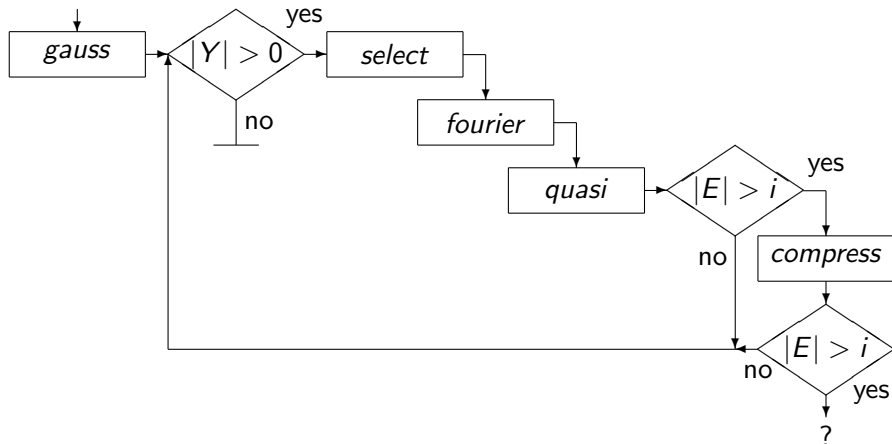 yes
gauss
|Y| > 0
select
no
fourier
quasi
|E| > i
yes
no
compress
|E| > i
no
yes
?